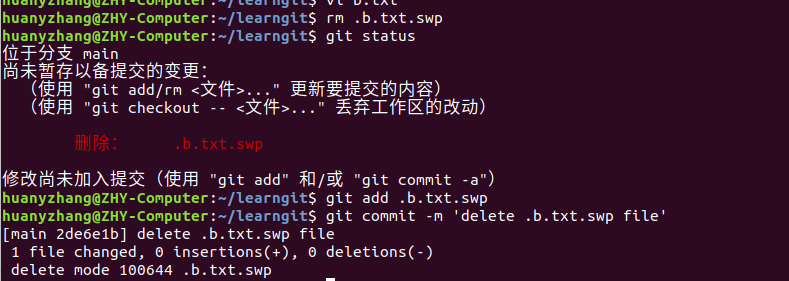 huanyzhang@ZHY-Computer:~/learngit$ vi b.txt
huanyzhang@ZHY-Computer:~/learngit$ rm .b.txt.swp
huanyzhang@ZHY-Computer:~/learngit$ git status
位于分支 main
尚未暂存以备提交的变更：
（使用 "git add/rm <文件>..." 更新要提交的内容）
（使用 "git checkout -- <文件>..." 丢弃工作区的改动）
删除： .b.txt.swp
修改尚未加入提交（使用 "git add" 和/或 "git commit -a"）
huanyzhang@ZHY-Computer:~/learngit$ git add .b.txt.swp
huanyzhang@ZHY-Computer:~/learngit$ git commit -m 'delete .b.txt.swp file'
[main 2de6e1b] delete .b.txt.swp file
1 file changed, 0 insertions(+), 0 deletions(-)
delete mode 100644 .b.txt.swp